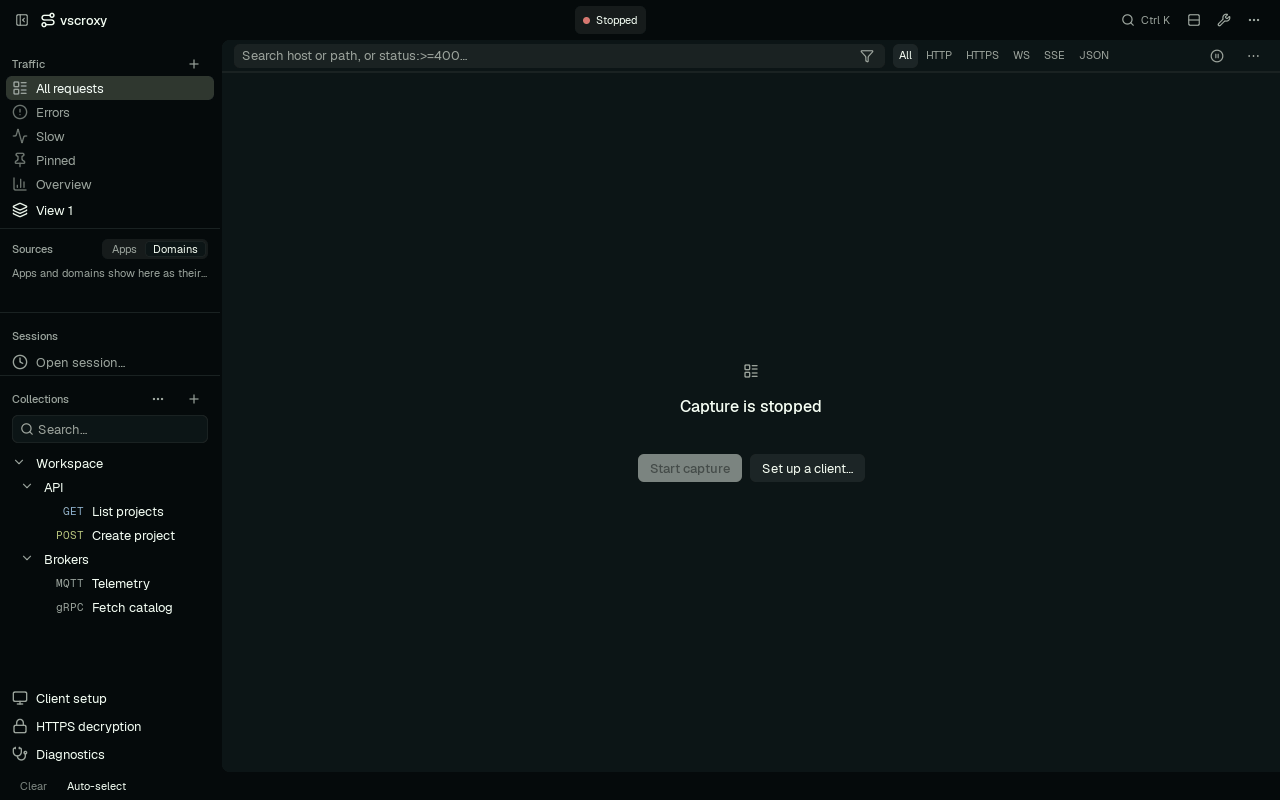 vscroxy
Stopped
Ctrl K
Traffic
All requests
Errors
Slow
Pinned
Overview
View 1
Sources
Apps
Domains
Apps and domains show here as their…
Sessions
Open session…
Collections
Search…
Workspace
API
GET List projects
POST Create project
Brokers
MQTT Telemetry
gRPC Fetch catalog
Client setup
HTTPS decryption
Diagnostics
Clear
Auto-select
Search host or path, or status:>=400…
All
HTTP
HTTPS
WS
SSE
JSON
Capture is stopped
Start capture
Set up a client…